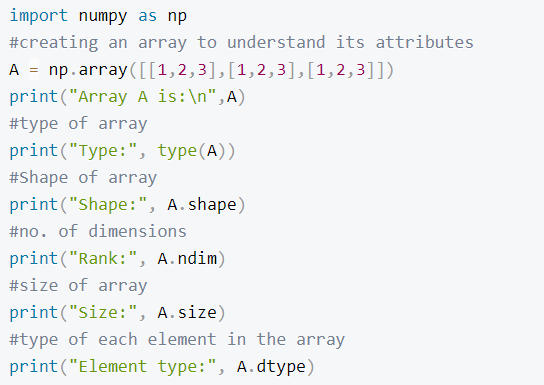 import numpy as np
#creating an array to understand its attributes
A = np.array([[1,2,3],[1,2,3],[1,2,3]])
print("Array A is:\n",A)
#type of array
print("Type:", type(A))
#Shape of array
print("Shape:", A.shape)
#no. of dimensions
print("Rank:", A.ndim)
#size of array
print("Size:", A.size)
#type of each element in the array
print("Element type:", A.dtype)